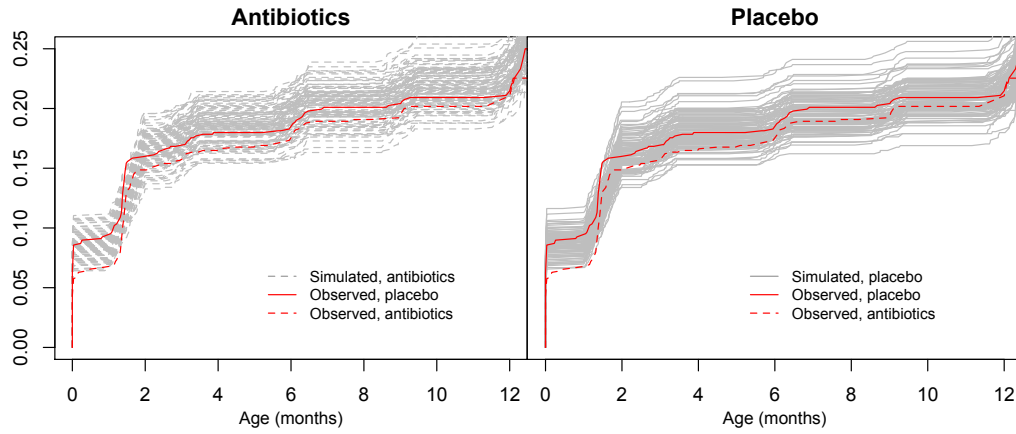 Antibiotics
Placebo
0.25
0.20
0.15
0.10
0.05
0.00
Simulated, antibiotics
Observed, placebo
Observed, antibiotics
Simulated, placebo
Observed, placebo
Observed, antibiotics
0 2 4 6 8 10 12
0 2 4 6 8 10 12
Age (months)
Age (months)